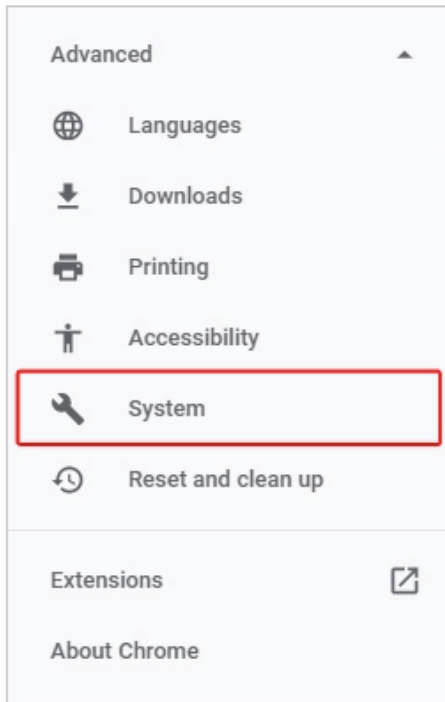 Advanced
Languages
Downloads
Printing
Accessibility
System
Reset and clean up
Extensions
About Chrome